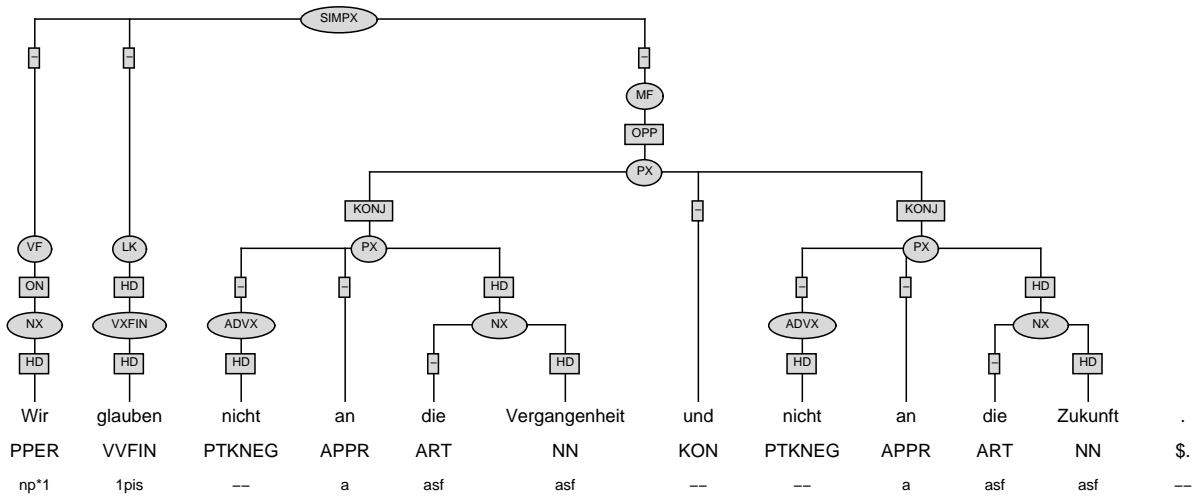 SIMPX
– – –
MF
OPP
PX
KONJ – KONJ
VF LK PX PX
ON HD – – HD – – HD
NX VXFIN ADVX NX ADVX NX
HD HD HD – HD HD – HD
Wir glauben nicht an die Vergangenheit und nicht an die Zukunft .
PPER VVFIN PTKNEG APPR ART NN KON PTKNEG APPR ART NN $.
np*1 1pis –– a asf asf –– –– a asf asf ––